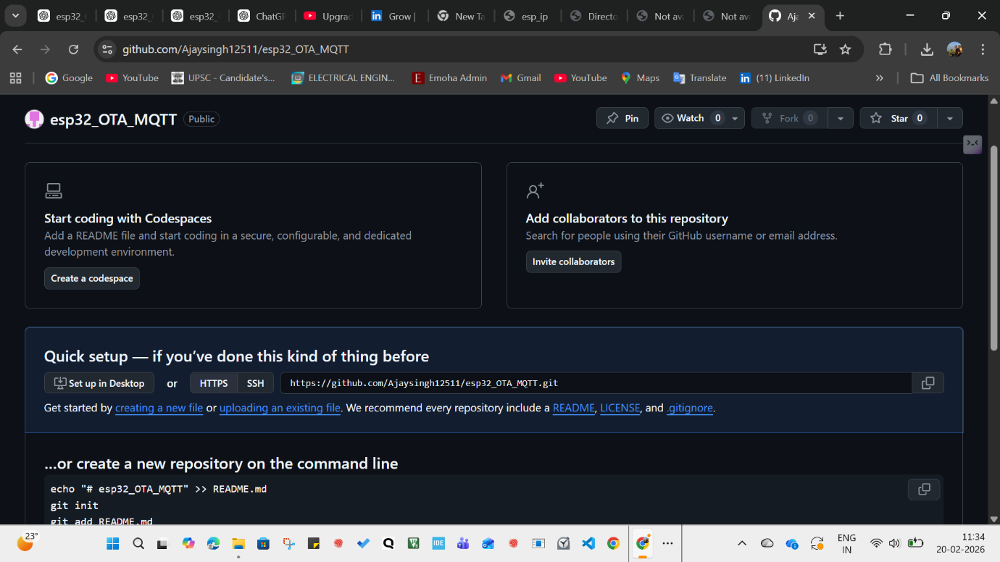 esp32_
esp32_
esp32_
ChatGP
Upgrad
Grow |
New Ta
esp_ip
Directo
Not ava
Not ava
Aja
github.com/Ajaysingh12511/esp32_OTA_MQTT
Google
YouTube
UPSC - Candidate's...
ELECTRICAL ENGIN...
Emoha Admin
Gmail
YouTube
Maps
Translate
(11) LinkedIn
All Bookmarks
esp32_OTA_MQTT
Public
Pin
Watch 0
Fork 0
Star 0
Start coding with Codespaces
Add a README file and start coding in a secure, configurable, and dedicated
development environment.
Create a codespace
Add collaborators to this repository
Search for people using their GitHub username or email address.
Invite collaborators
Quick setup — if you’ve done this kind of thing before
Set up in Desktop or HTTPS SSH https://github.com/Ajaysingh12511/esp32_OTA_MQTT.git
Get started by creating a new file or uploading an existing file. We recommend every repository include a README, LICENSE, and .gitignore.
...or create a new repository on the command line
echo "# esp32_OTA_MQTT" >> README.md
git init
git add README.md
23°
IDE
ENG
IN
11:34
20-02-2026